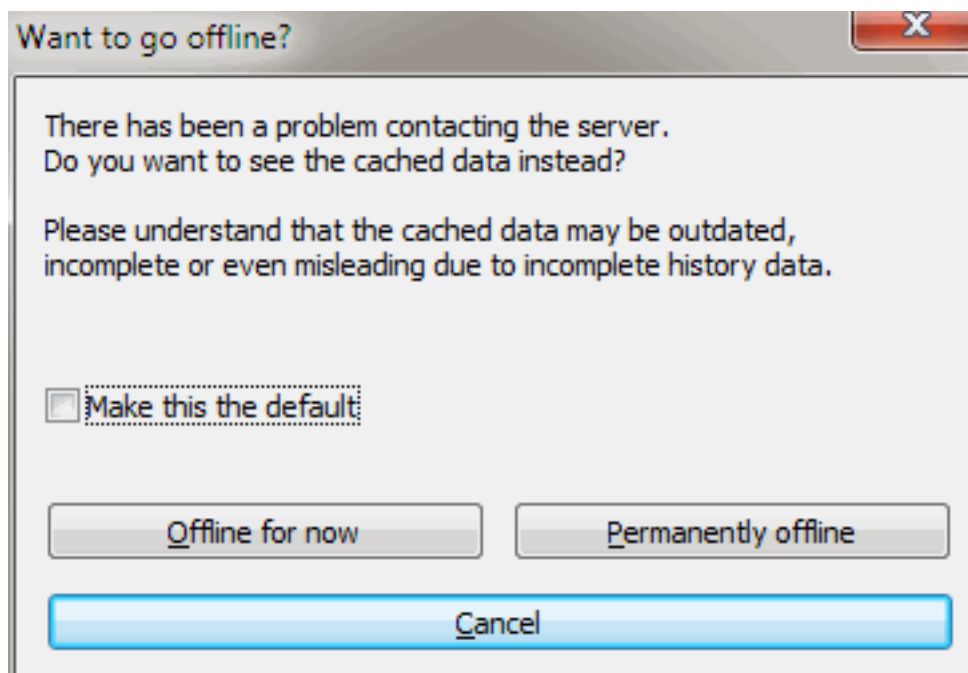 Want to go offline?
There has been a problem contacting the server.
Do you want to see the cached data instead?
Please understand that the cached data may be outdated,
incomplete or even misleading due to incomplete history data.
Make this the default
Offline for now
Permanently offline
Cancel